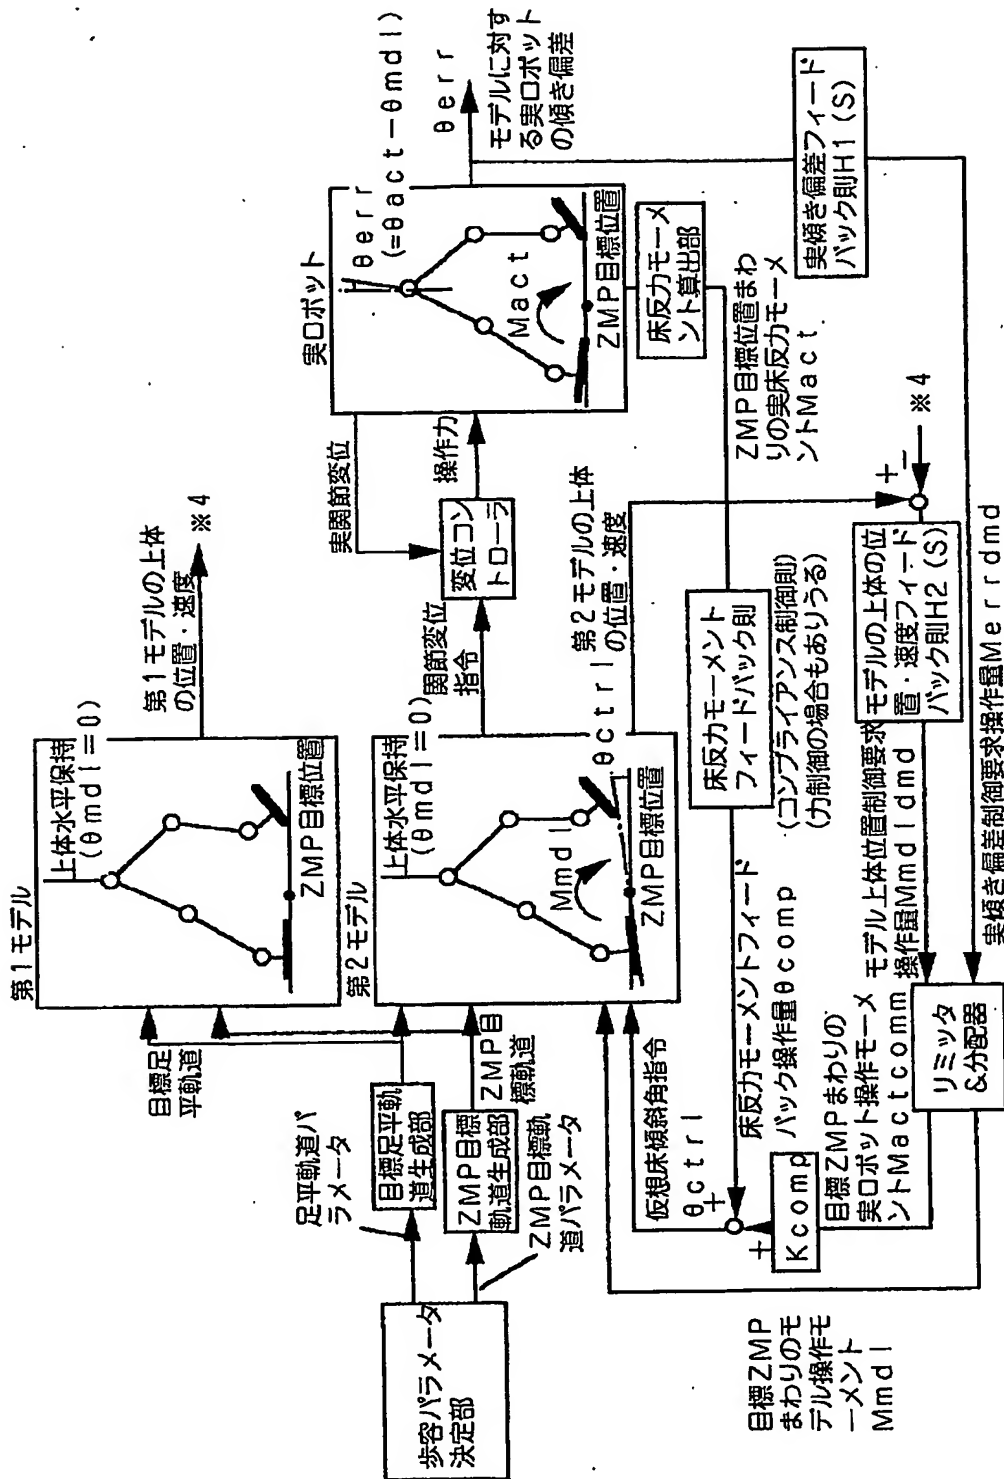 歩容パラメータ
決定部
足平軌道パ
ラメータ
ZMP目標軌
道パラメータ
目標足平軌
道生成部
ZMP目標
軌道生成部
目標足
平軌道
ZMP目
標軌道
第1モデル
上体水平保持
(θmdl=0)
ZMP目標位置
第1モデルの上体
の位置・速度
※4
第2モデル
上体水平保持
(θmdl=0)
Mmdl
θctrl
ZMP目標位置
関節変位
指令
変位コン
トローラ
実関節変位
操作力
第2モデルの上体
の位置・速度
実ロボット
θerr
(=θact-θmdl)
Mact
ZMP目標位置
θerr
モデルに対す
る実ロボット
の傾き偏差
床反力モーメ
ント算出部
ZMP目標位置まわ
りの実床反力モーメ
ントMact
実傾き偏差フィード
バック則H1(S)
仮想床傾斜角指令
θctrl
+
+
床反力モーメントフィード
バック操作量θcomp
床反力モーメント
フィードバック則
(コンプライアンス制御則)
(力制御の場合もありうる)
+
-
※4
モデルの上体の位
置・速度フィード
バック則H2(S)
モデル上体位置制御要求
操作量Mmdldmd
実傾き偏差制御要求操作量Merrdmd
リミッタ
&分配器
目標ZMPまわりの
実ロボット操作モーメ
ントMactcomm
Kcomp
目標ZMP
まわりのモ
デル操作モ
ーメント
Mmdl